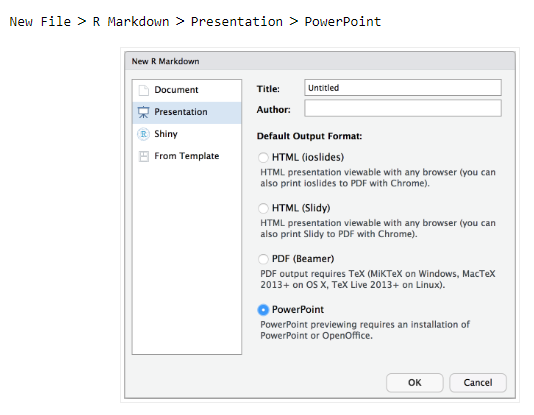 New File > R Markdown > Presentation > PowerPoint
New R Markdown
Document
Presentation
Shiny
From Template
Title:
Untitled
Author:
Default Output Format:
HTML (ioslides)
HTML presentation viewable with any browser (you can
also print ioslides to PDF with Chrome).
HTML (Slidy)
HTML presentation viewable with any browser (you can
also print Slidy to PDF with Chrome).
PDF (Beamer)
PDF output requires TeX (MiKTeX on Windows, MacTeX
2013+ on OS X, TeX Live 2013+ on Linux).
PowerPoint
PowerPoint previewing requires an installation of
PowerPoint or OpenOffice.
OK
Cancel